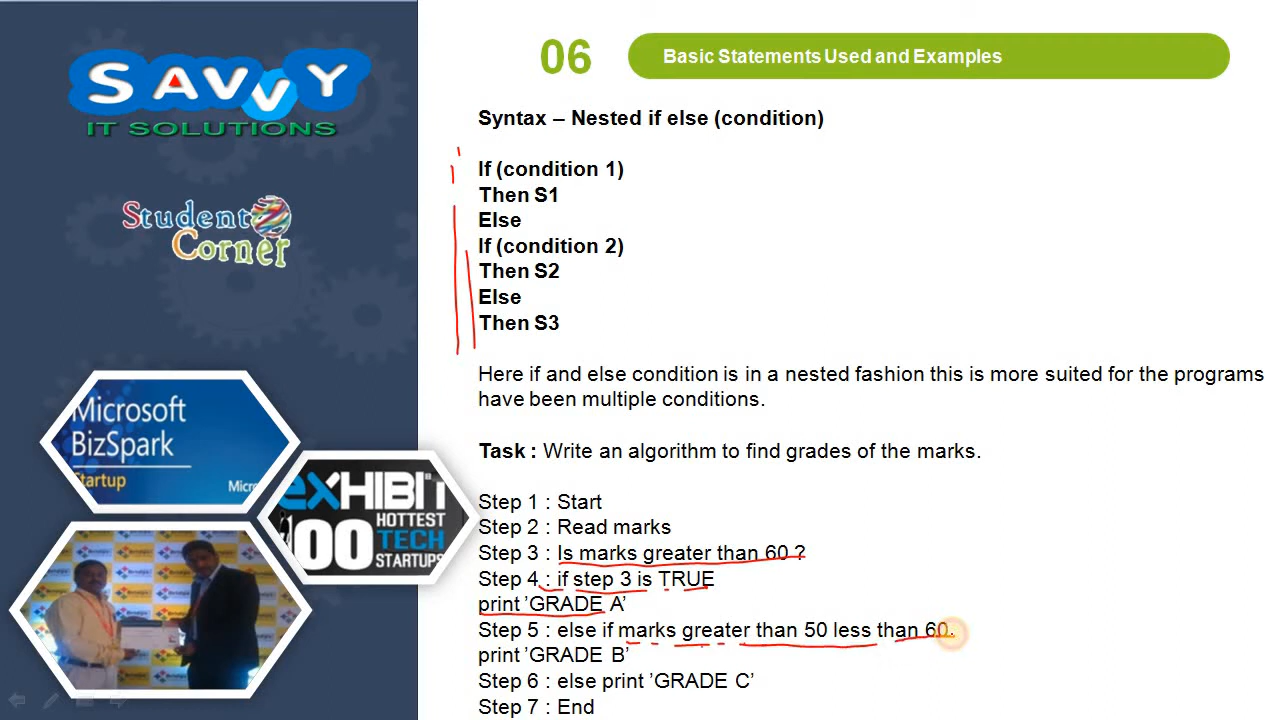 SAVVY
IT SOLUTIONS
Student
Corner
Microsoft
BizSpark
Startup
Micr
eXHIBIT
100
HOTTEST
TECH
STARTUPS
06
Basic Statements Used and Examples
Syntax – Nested if else (condition)
If (condition 1)
Then S1
Else
If (condition 2)
Then S2
Else
Then S3
Here if and else condition is in a nested fashion this is more suited for the programs
have been multiple conditions.
Task : Write an algorithm to find grades of the marks.
Step 1 : Start
Step 2 : Read marks
Step 3 : Is marks greater than 60 ?
Step 4 : if step 3 is TRUE
print 'GRADE A'
Step 5 : else if marks greater than 50 less than 60.
print 'GRADE B'
Step 6 : else print 'GRADE C'
Step 7 : End